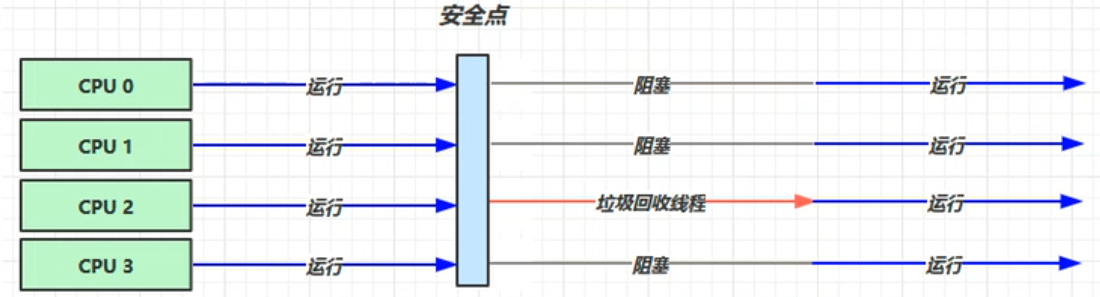 安全点
CPU 0 运行 阻塞 运行
CPU 1 运行 阻塞 运行
CPU 2 运行 垃圾回收线程 运行
CPU 3 运行 阻塞 运行